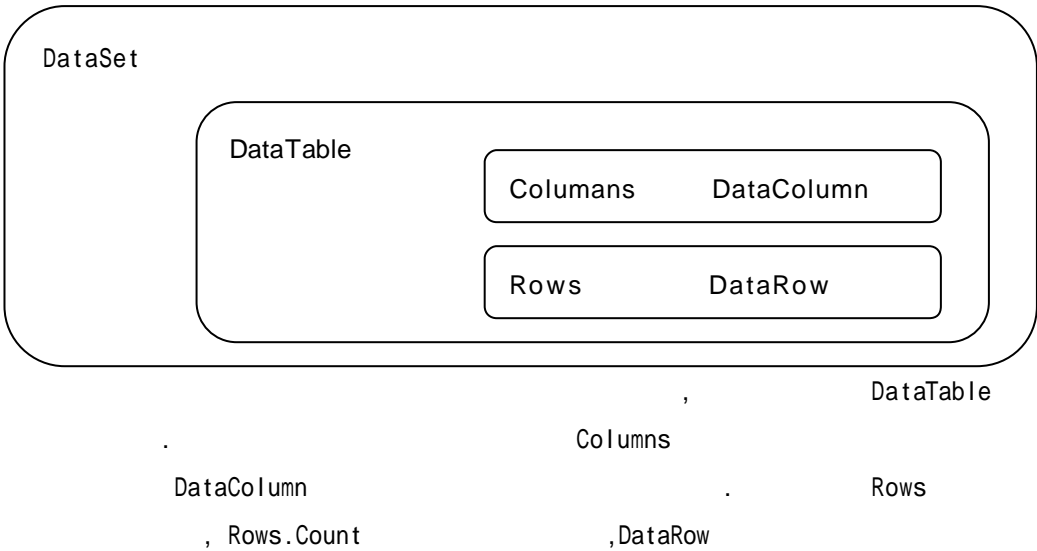 DataSet
DataTable
Columans DataColumn
Rows DataRow
, DataTable
. Columns
DataColumn . Rows
, Rows.Count ,DataRow